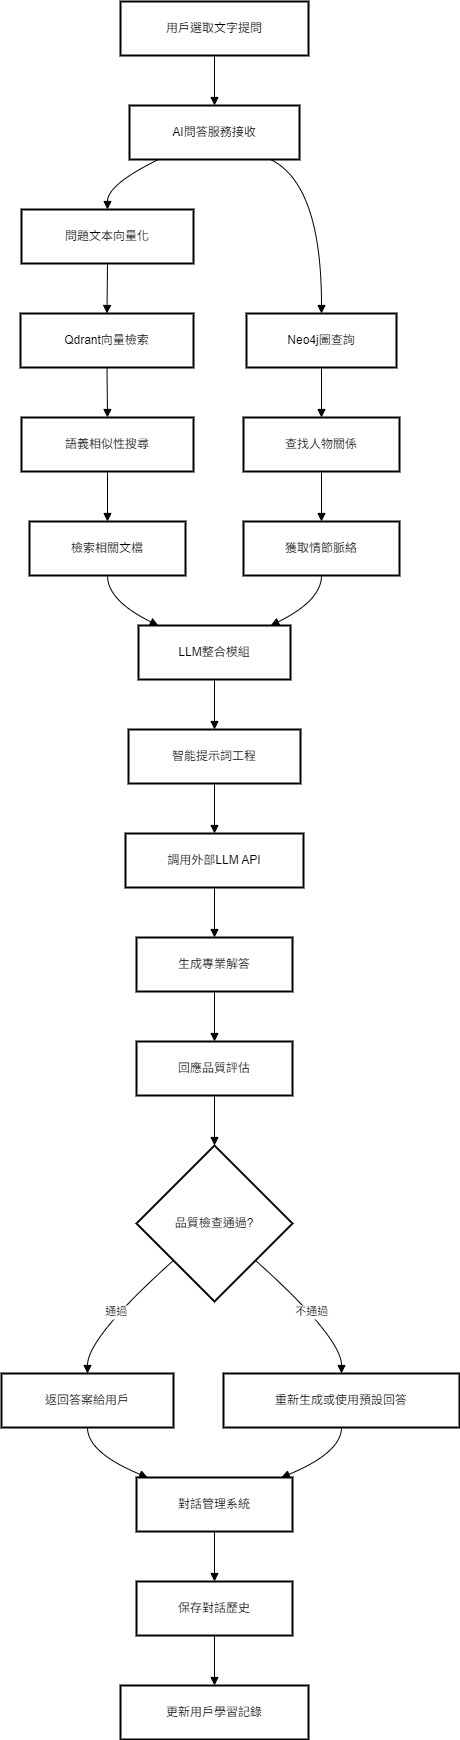 用戶選取文字提問
AI問答服務接收
問題文本向量化
Qdrant向量檢索
Neo4j圖查詢
語義相似性搜尋
查找人物關係
檢索相關文檔
獲取情節脈絡
LLM整合模組
智能提示詞工程
調用外部LLM API
生成專業解答
回應品質評估
品質檢查通過?
通過
不通過
返回答案給用戶
重新生成或使用預設回答
對話管理系統
保存對話歷史
更新用戶學習記錄